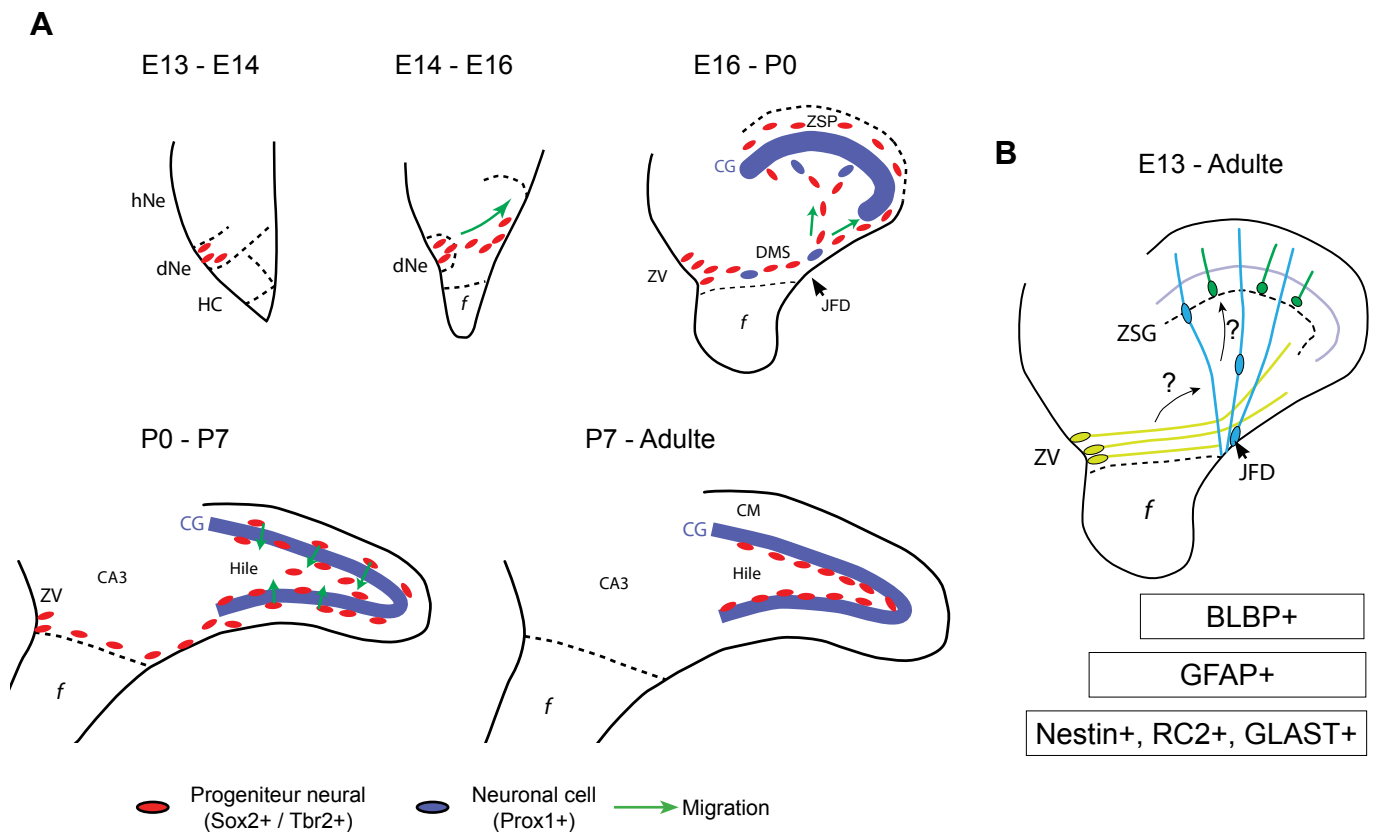 A
E13 - E14
E14 - E16
E16 - P0
hNe
dNe
HC
dNe
f
ZSP
CG
DMS
ZV
JFD
f
B
E13 - Adulte
ZSG
?
?
ZV
JFD
f
P0 - P7
P7 - Adulte
CG
Hile
CA3
ZV
f
CM
CG
Hile
CA3
f
BLBP+
GFAP+
Nestin+, RC2+, GLAST+
Progeniteur neural
(Sox2+ / Tbr2+)
Neuronal cell
(Prox1+)
Migration